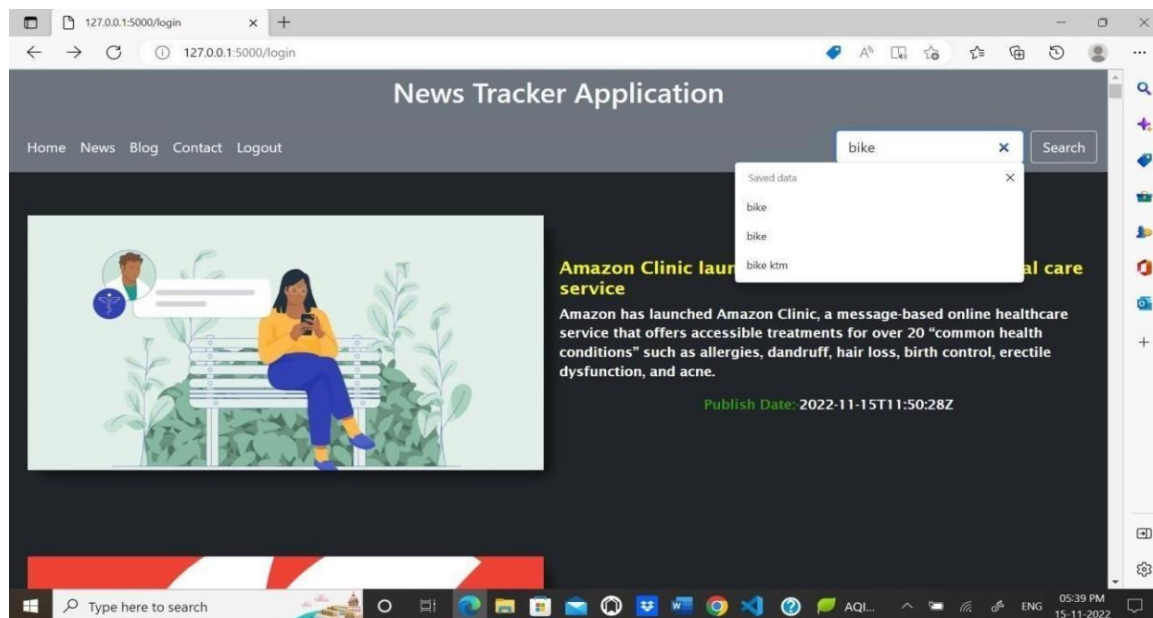 127.0.0.1:5000/login
127.0.0.1:5000/login
News Tracker Application
Home News Blog Contact Logout
bike
Search
Saved data
bike
bike
bike ktm
Amazon Clinic laur al care
service
Amazon has launched Amazon Clinic, a message-based online healthcare
service that offers accessible treatments for over 20 “common health
conditions” such as allergies, dandruff, hair loss, birth control, erectile
dysfunction, and acne.
Publish Date:-2022-11-15T11:50:28Z
Type here to search
AQI...
ENG
05:39 PM
15-11-2022